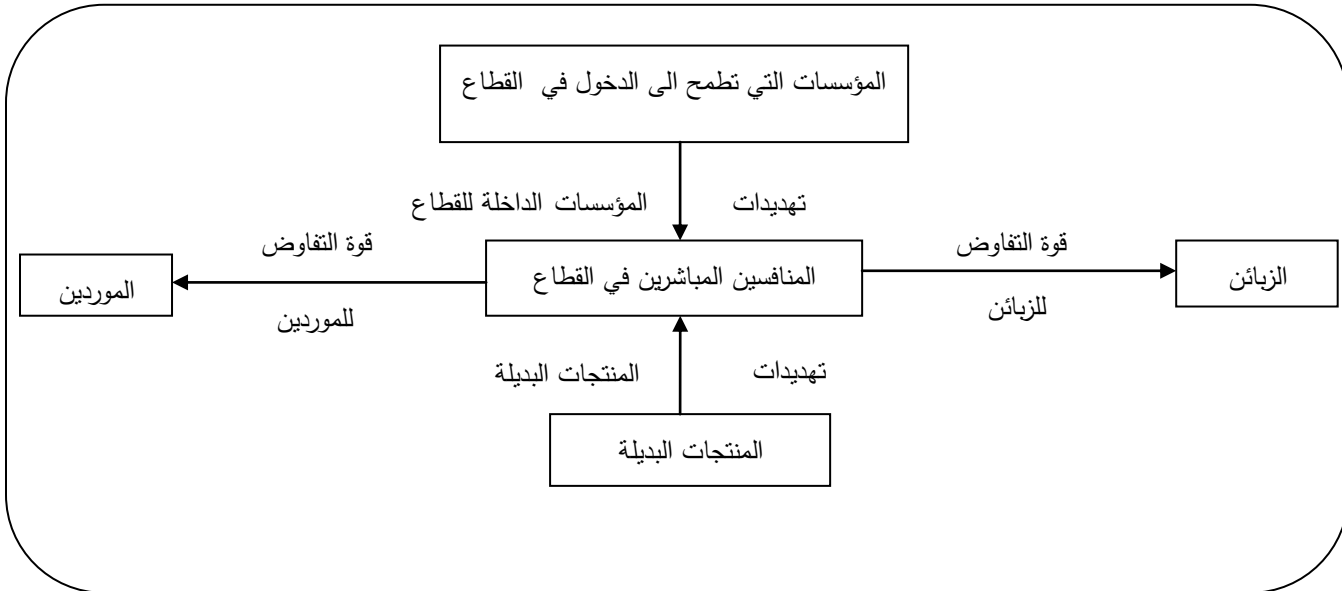 المؤسسات التي تطمح الى الدخول في القطاع
تهديدات المؤسسات الداخلة للقطاع
قوة التفاوض
قوة التفاوض
الزبائن
المنافسين المباشرين في القطاع
الموردين
للزبائن
للموردين
تهديدات المنتجات البديلة
المنتجات البديلة